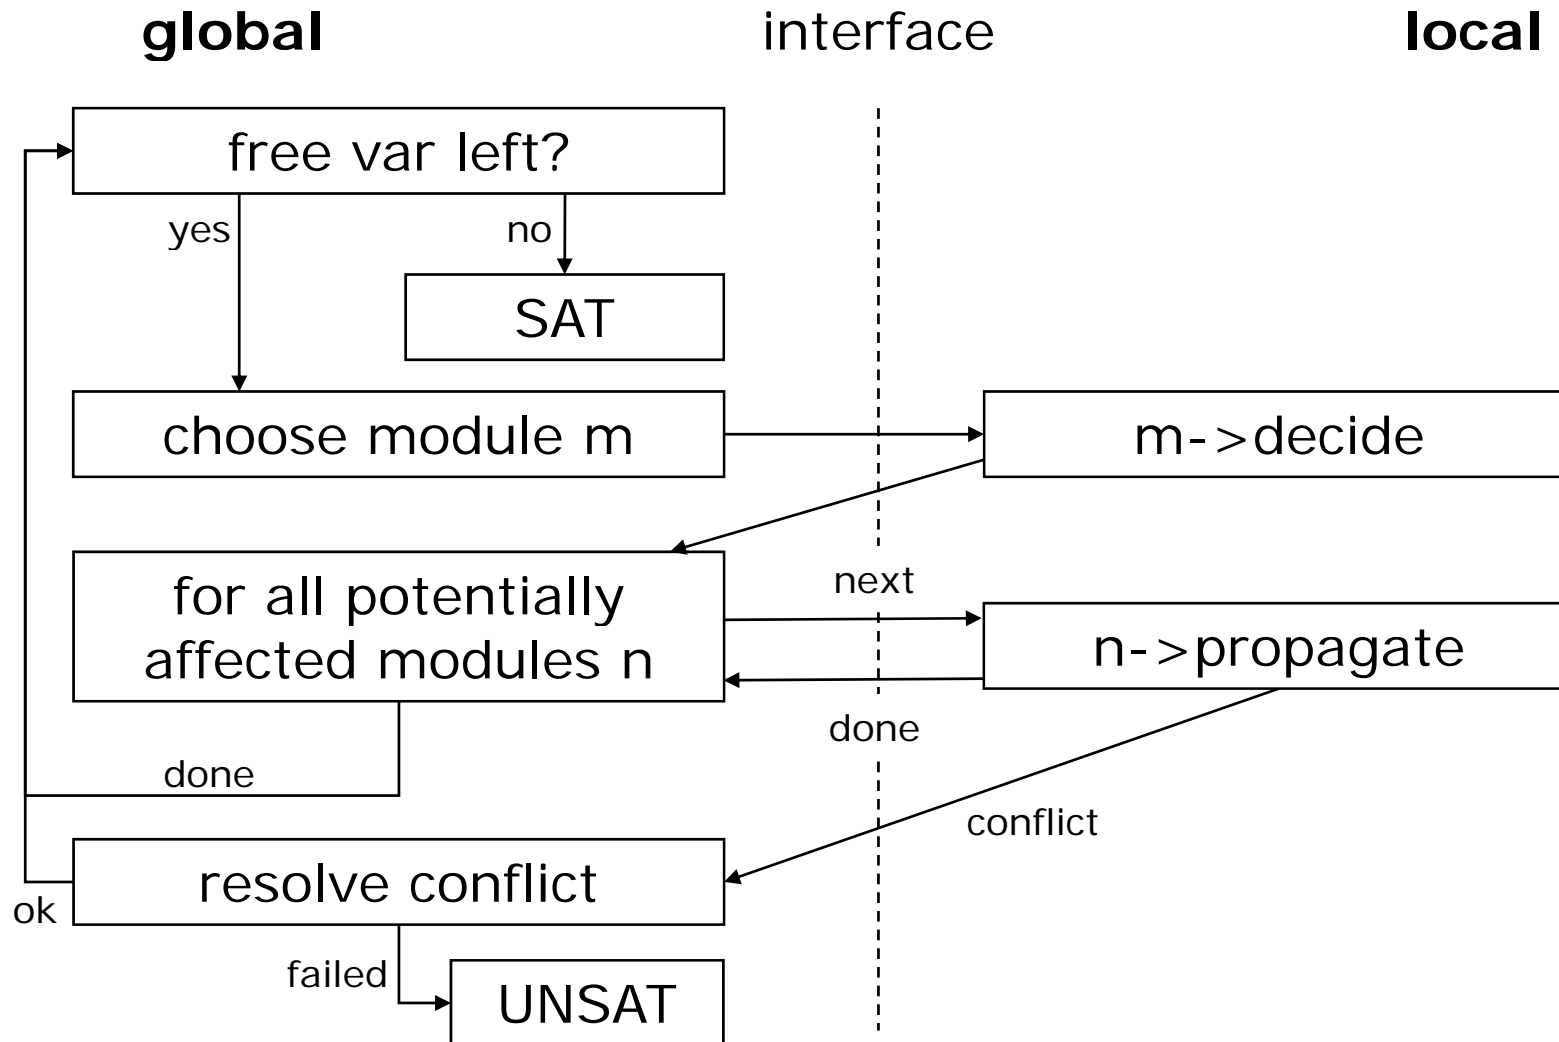 global
interface
local
free var left?
yes
no
SAT
choose module m
m->decide
for all potentially
affected modules n
next
n->propagate
done
done
conflict
resolve conflict
ok
failed
UNSAT